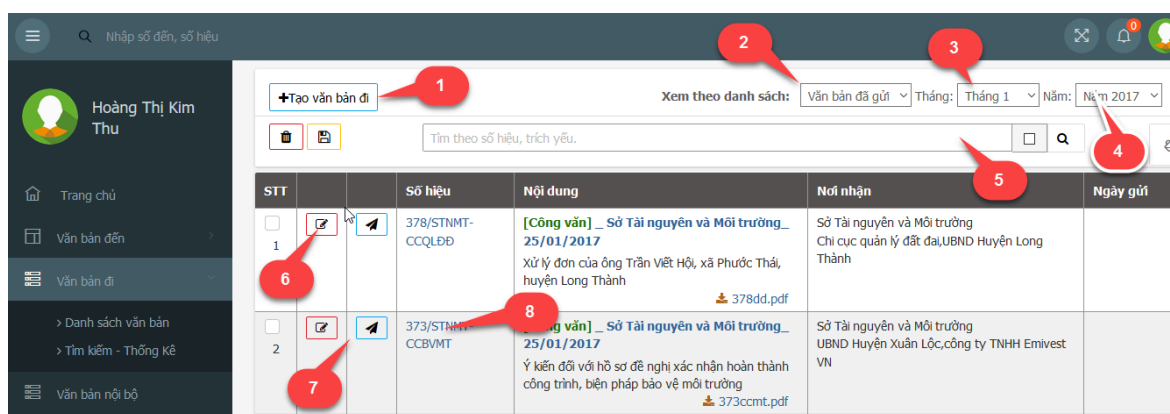 Nhập số đến, số hiệu
0
2
3
1
Hoàng Thị Kim
Thu
+Tạo văn bản đi
Xem theo danh sách: Văn bản đã gửi Tháng: Tháng 1 Năm: Năm 2017
Tìm theo số hiệu, trích yếu.
4
5
STT Số hiệu Nội dung Nơi nhận Ngày gửi
Trang chủ
Văn bản đến
Văn bản đi
> Danh sách văn bản
> Tìm kiếm - Thống Kê
Văn bản nội bộ
1
378/STNMT-
CCQLĐĐ
[Công văn] _ Sở Tài nguyên và Môi trường_
25/01/2017
Xử lý đơn của ông Trần Viết Hội, xã Phước Thái,
huyện Long Thành
378dd.pdf
Sở Tài nguyên và Môi trường
Chi cục quản lý đất đai,UBND Huyện Long
Thành
6
8
2
373/STNMT-
CCBVMT
văn] _ Sở Tài nguyên và Môi trường_
25/01/2017
Ý kiến đối với hồ sơ đề nghị xác nhận hoàn thành
công trình, biện pháp bảo vệ môi trường
373ccmt.pdf
Sở Tài nguyên và Môi trường
UBND Huyện Xuân Lộc,công ty TNHH Emivest
VN
7